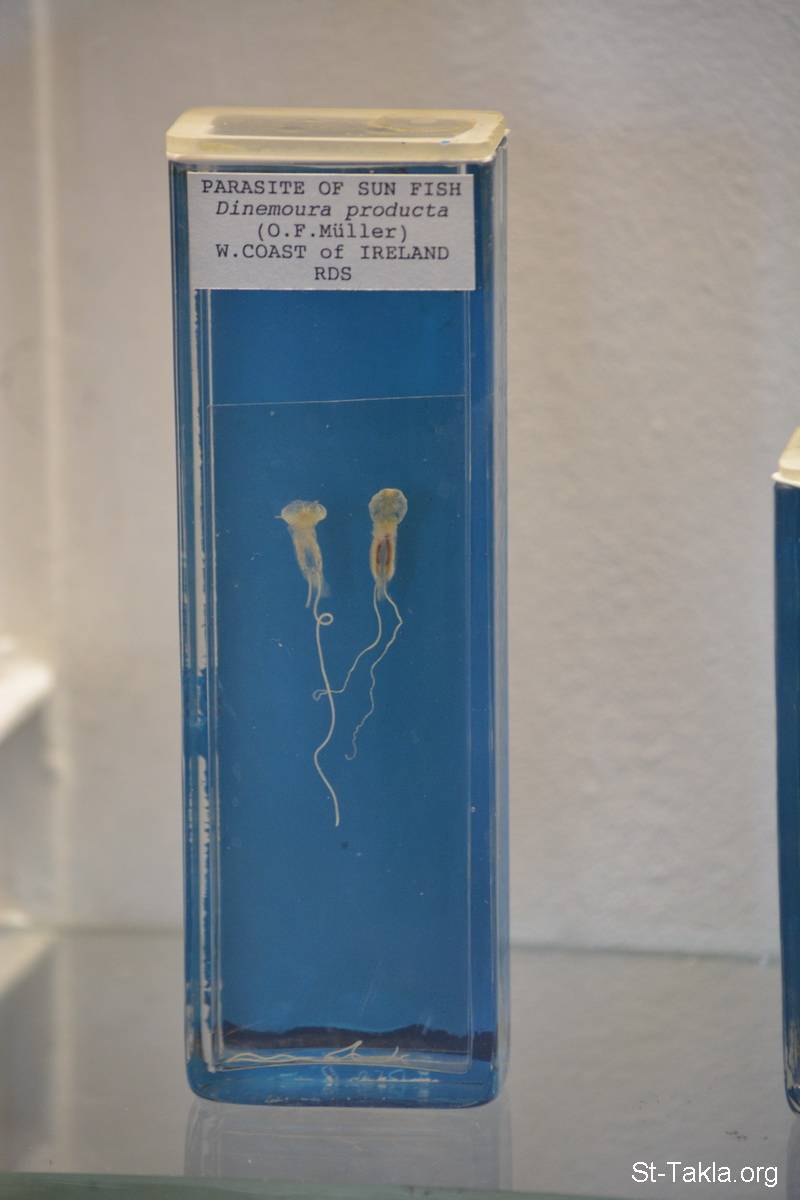 PARASITE OF SUN FISH
Dinemoura producta
(O.F.Müller)
W.COAST of IRELAND
RDS
St-Takla.org